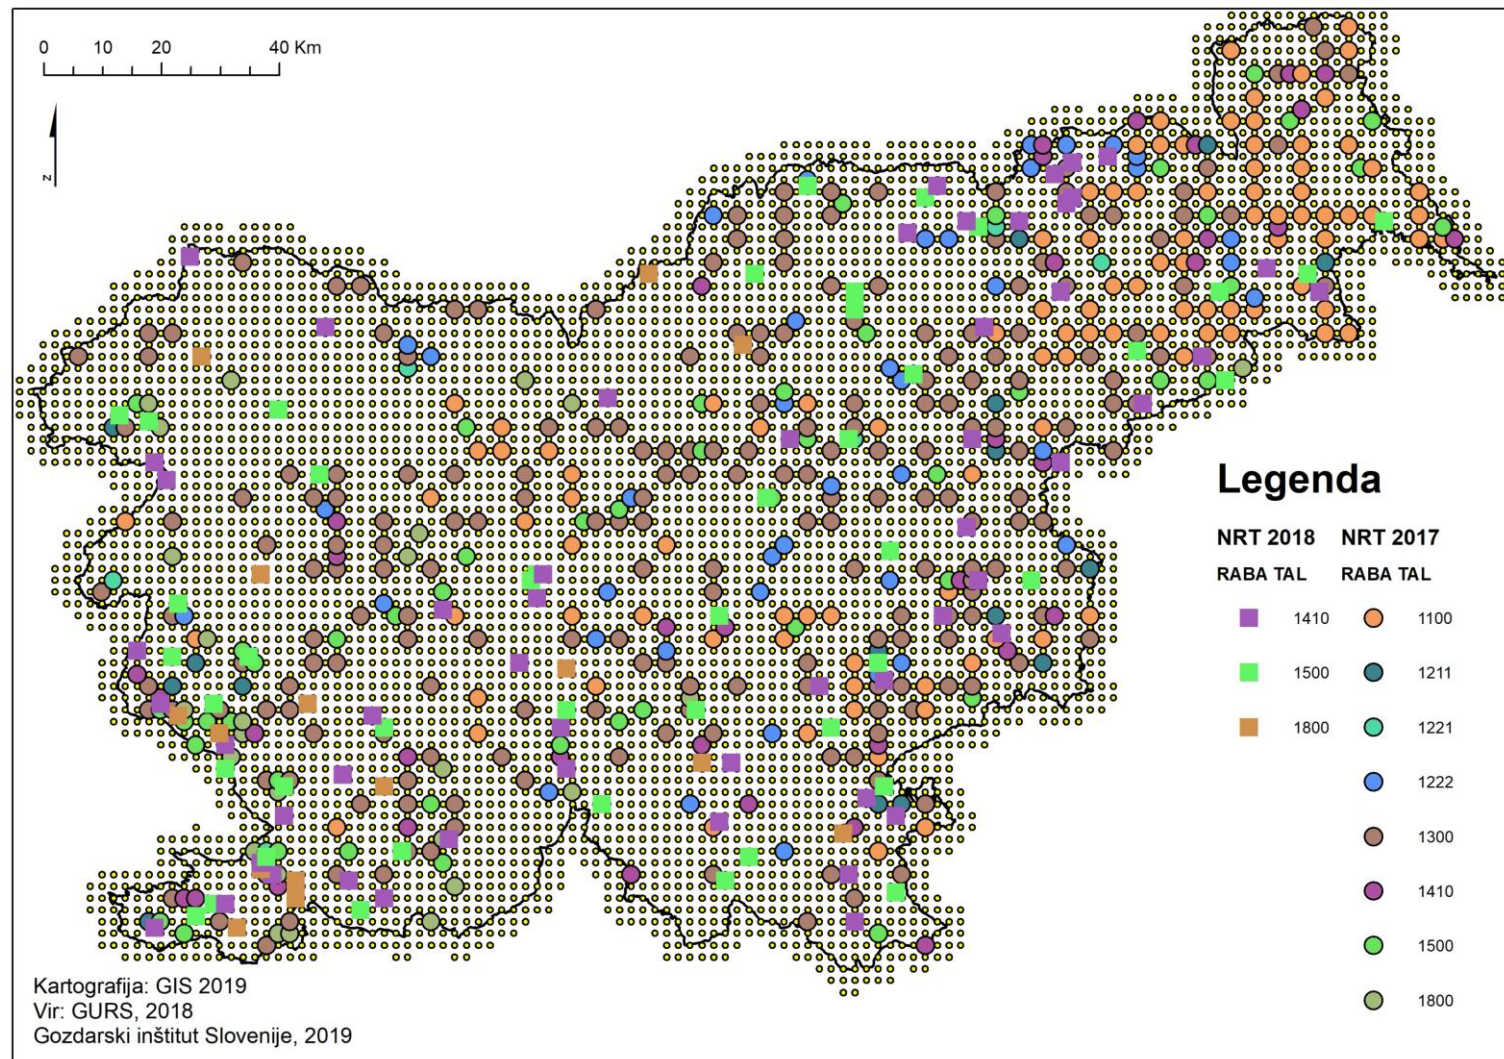 0 10 20 40 Km
z
Legenda
NRT 2018 NRT 2017
RABA TAL RABA TAL
1410 1100
1500 1211
1800 1221
1222
1300
1410
1500
1800
Kartografija: GIS 2019
Vir: GURS, 2018
Gozdarski inštitut Slovenije, 2019